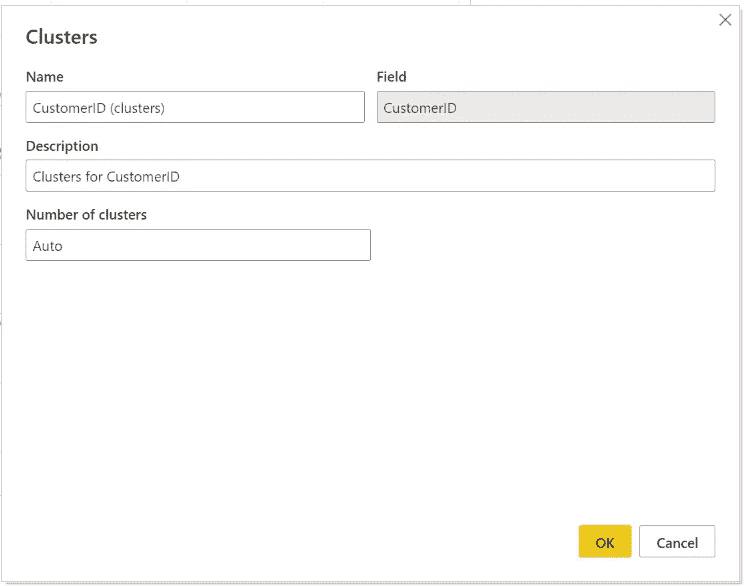 Clusters
Name
Field
CustomerID (clusters)
CustomerID
Description
Clusters for CustomerID
Number of clusters
Auto
OK
Cancel